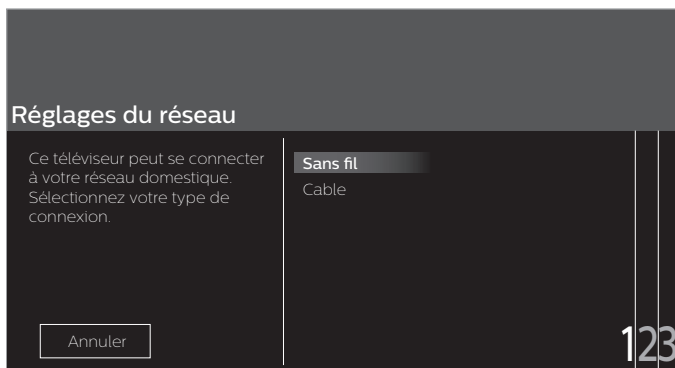 Réglages du réseau
Ce téléviseur peut se connecter
à votre réseau domestique.
Sélectionnez votre type de
connexion.
Sans fil
Cable
Annuler
123